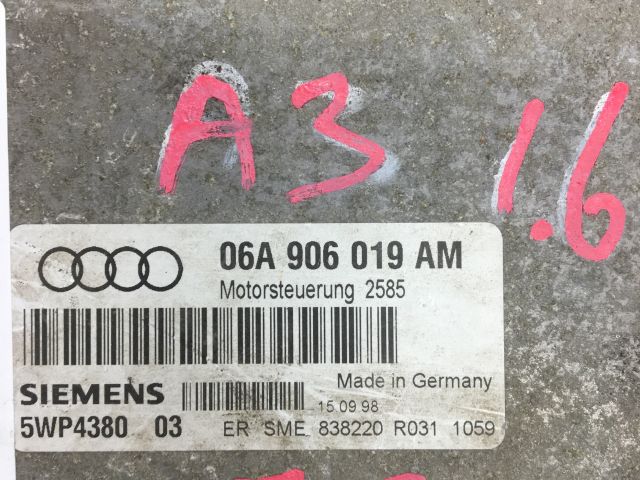 A3 1.6
06A 906 019 AM
Motorsteuerung 2585
Made in Germany
SIEMENS
15.09.98
5WP4380 03
ER SME 838220 R031 1059